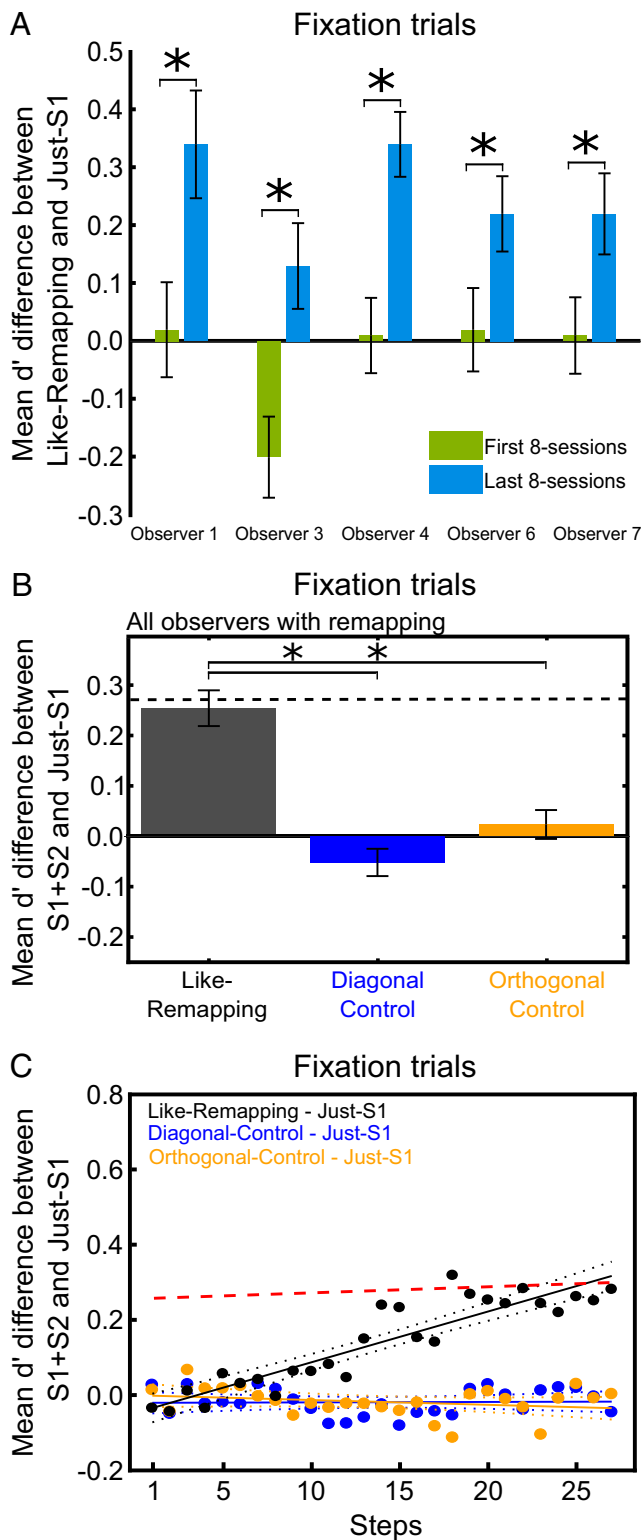 A
Fixation trials
Mean d' difference between
Like-Remapping and Just-S1
0.5
0.4
0.3
0.2
0.1
0.0
-0.1
-0.2
-0.3
* * * * *
First 8-sessions
Last 8-sessions
Observer 1 Observer 3 Observer 4 Observer 6 Observer 7
B
Fixation trials
All observers with remapping
* *
Mean d' difference between
S1+S2 and Just-S1
0.3
0.2
0.1
0.0
-0.1
-0.2
Like-
Remapping
Diagonal
Control
Orthogonal
Control
C
Fixation trials
Mean d' difference between
S1+S2 and Just-S1
0.8
0.6
0.4
0.2
0.0
-0.2
Like-Remapping - Just-S1
Diagonal-Control - Just-S1
Orthogonal-Control - Just-S1
1 5 10 15 20 25
Steps